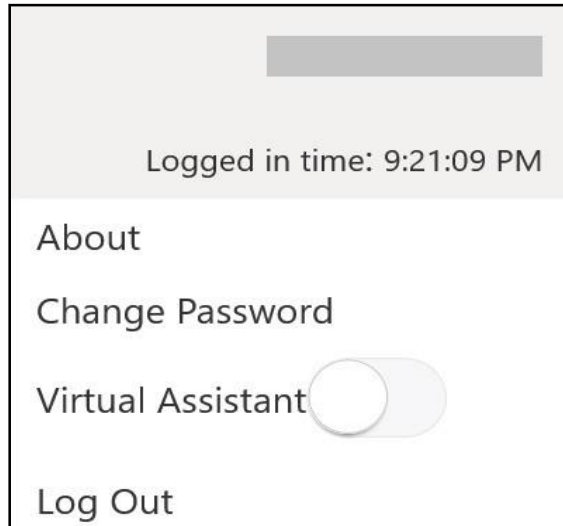 Logged in time: 9:21:09 PM
About
Change Password
Virtual Assistant
Log Out